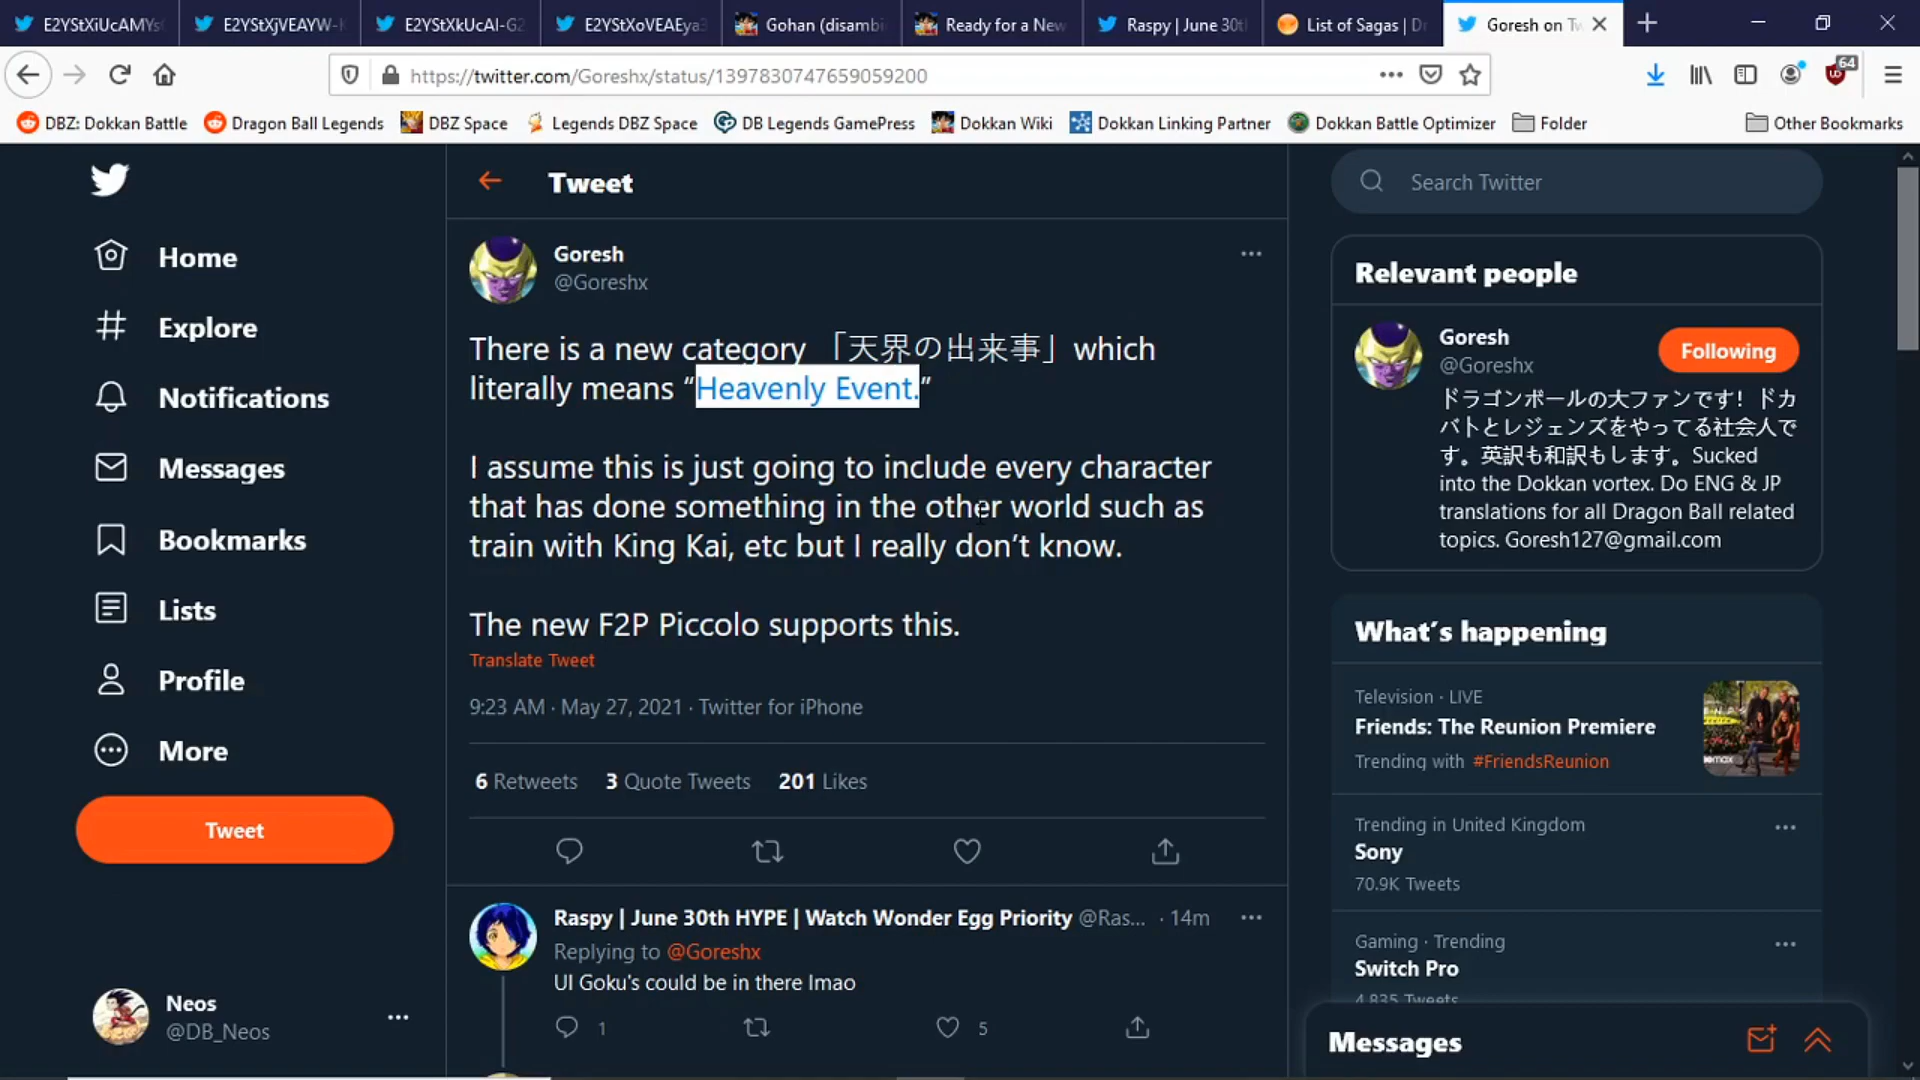 E2YStXiUcAMYs
E2YStXjVEAYW-
E2YStXkUcAI-G2
E2YStXoVEAEya
Gohan (disambi
Ready for a New
Raspy | June 30t
List of Sagas | D
Goresh on Tw
https://twitter.com/Goreshx/status/1397830747659059200
64
DBZ: Dokkan Battle
Dragon Ball Legends
DBZ Space
Legends DBZ Space
DB Legends GamePress
Dokkan Wiki
Dokkan Linking Partner
Dokkan Battle Optimizer
Folder
Other Bookmarks
Home
Explore
Notifications
Messages
Bookmarks
Lists
Profile
More
Tweet
Neos
@DB_Neos
Tweet
Goresh
@Goreshx
There is a new category 「天界の出来事」 which
literally means “Heavenly Event.”
I assume this is just going to include every character
that has done something in the other world such as
train with King Kai, etc but I really don’t know.
The new F2P Piccolo supports this.
Translate Tweet
9:23 AM · May 27, 2021 · Twitter for iPhone
6 Retweets 3 Quote Tweets 201 Likes
Raspy | June 30th HYPE | Watch Wonder Egg Priority @Ras... · 14m
Replying to @Goreshx
UI Goku's could be in there lmao
1
5
Search Twitter
Relevant people
Goresh
@Goreshx
Following
ドラゴンボールの大ファンです！ドカ
バトとレジェンズをやってる社会人で
す。英訳も和訳もします。Sucked
into the Dokkan vortex. Do ENG & JP
translations for all Dragon Ball related
topics. Goresh127@gmail.com
What’s happening
Television · LIVE
Friends: The Reunion Premiere
Trending with #FriendsReunion
Trending in United Kingdom
Sony
70.9K Tweets
Gaming · Trending
Switch Pro
4,835 Tweets
Messages